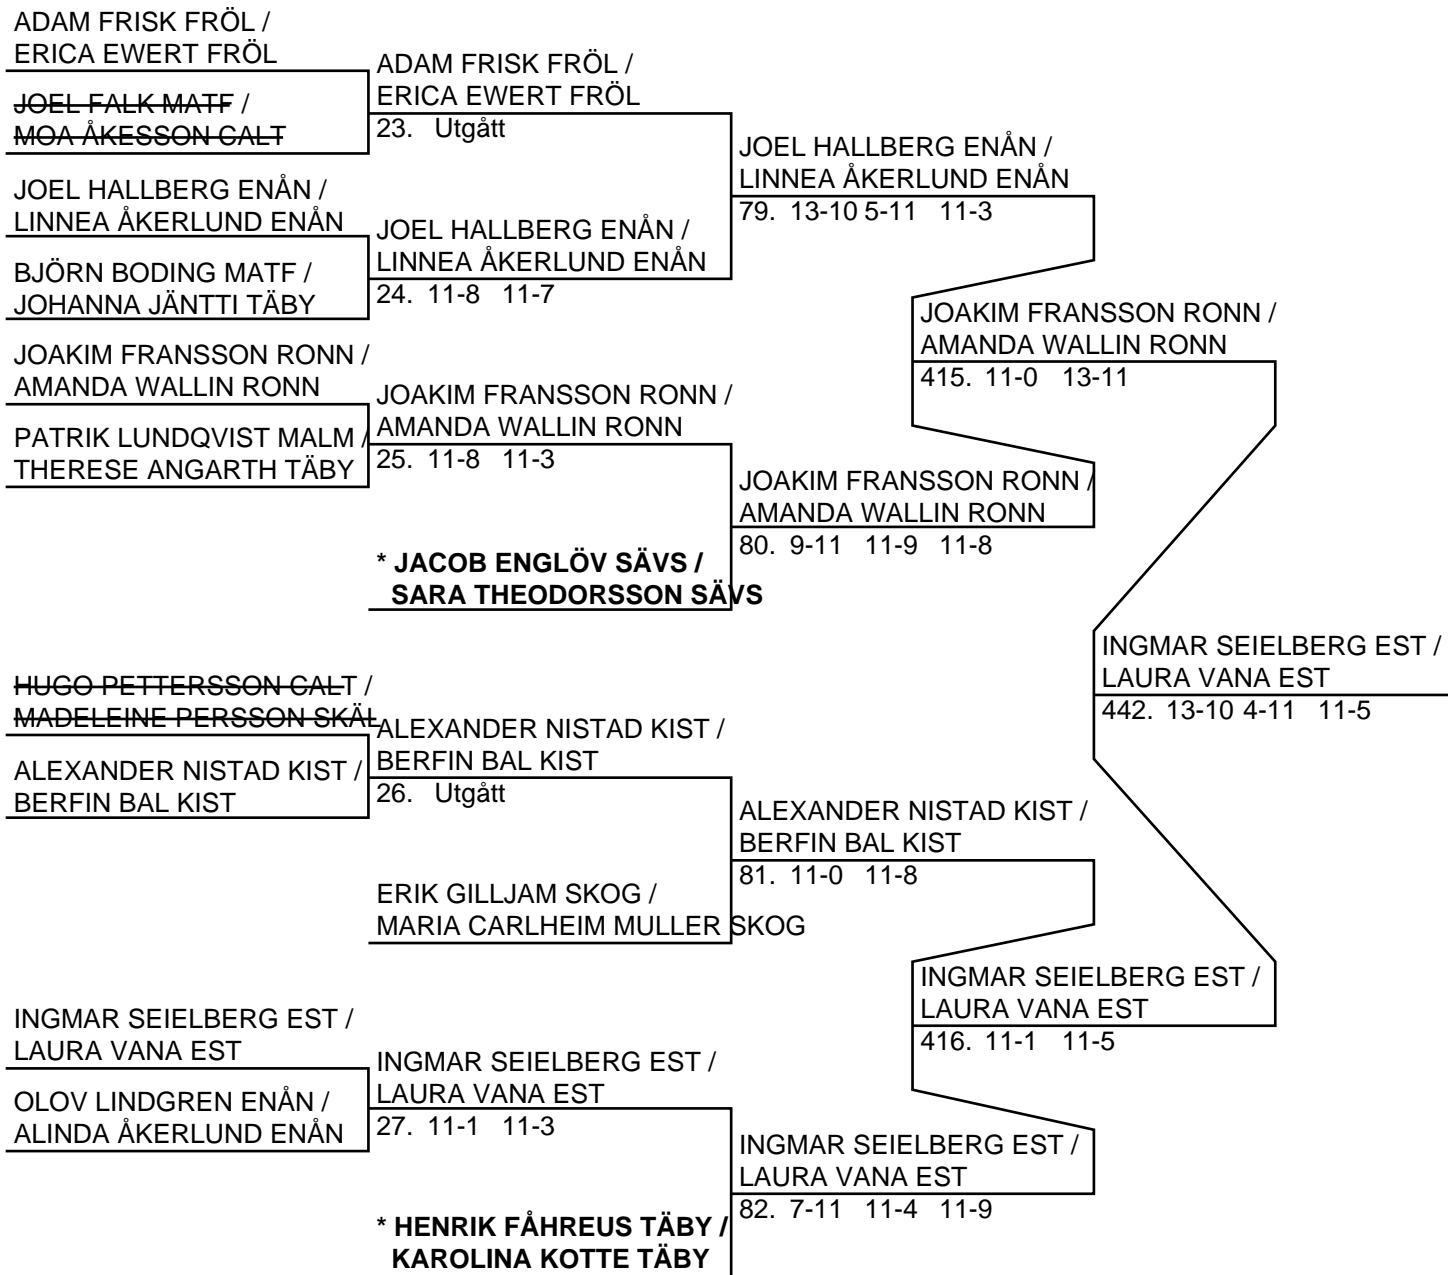 ADAM FRISK FRÖL /
ERICA EWERT FRÖL
JOEL FALK MATF /
MOA ÅKESSON CALT
JOEL HALLBERG ENÅN /
LINNEA ÅKERLUND ENÅN
BJÖRN BODING MATF /
JOHANNA JÄNTTI TÄBY
JOAKIM FRANSSON RONN /
AMANDA WALLIN RONN
PATRIK LUNDQVIST MALM /
THERESE ANGARTH TÄBY
HUGO PETTERSSON CALT /
MADELEINE PERSSON SKÄL
ALEXANDER NISTAD KIST /
BERFIN BAL KIST
INGMAR SEIELBERG EST /
LAURA VANA EST
OLOV LINDGREN ENÅN /
ALINDA ÅKERLUND ENÅN
ADAM FRISK FRÖL /
ERICA EWERT FRÖL
23. Utgått
JOEL HALLBERG ENÅN /
LINNEA ÅKERLUND ENÅN
24. 11-8 11-7
JOAKIM FRANSSON RONN /
AMANDA WALLIN RONN
25. 11-8 11-3
* JACOB ENGLÖV SÄVS /
SARA THEODORSSON SÄVS
ALEXANDER NISTAD KIST /
BERFIN BAL KIST
26. Utgått
ERIK GILLJAM SKOG /
MARIA CARLHEIM MULLER SKOG
INGMAR SEIELBERG EST /
LAURA VANA EST
27. 11-1 11-3
* HENRIK FÅHREUS TÄBY /
KAROLINA KOTTE TÄBY
JOEL HALLBERG ENÅN /
LINNEA ÅKERLUND ENÅN
79. 13-10 5-11 11-3
JOAKIM FRANSSON RONN /
AMANDA WALLIN RONN
80. 9-11 11-9 11-8
ALEXANDER NISTAD KIST /
BERFIN BAL KIST
81. 11-0 11-8
INGMAR SEIELBERG EST /
LAURA VANA EST
82. 7-11 11-4 11-9
JOAKIM FRANSSON RONN /
AMANDA WALLIN RONN
415. 11-0 13-11
INGMAR SEIELBERG EST /
LAURA VANA EST
416. 11-1 11-5
INGMAR SEIELBERG EST /
LAURA VANA EST
442. 13-10 4-11 11-5